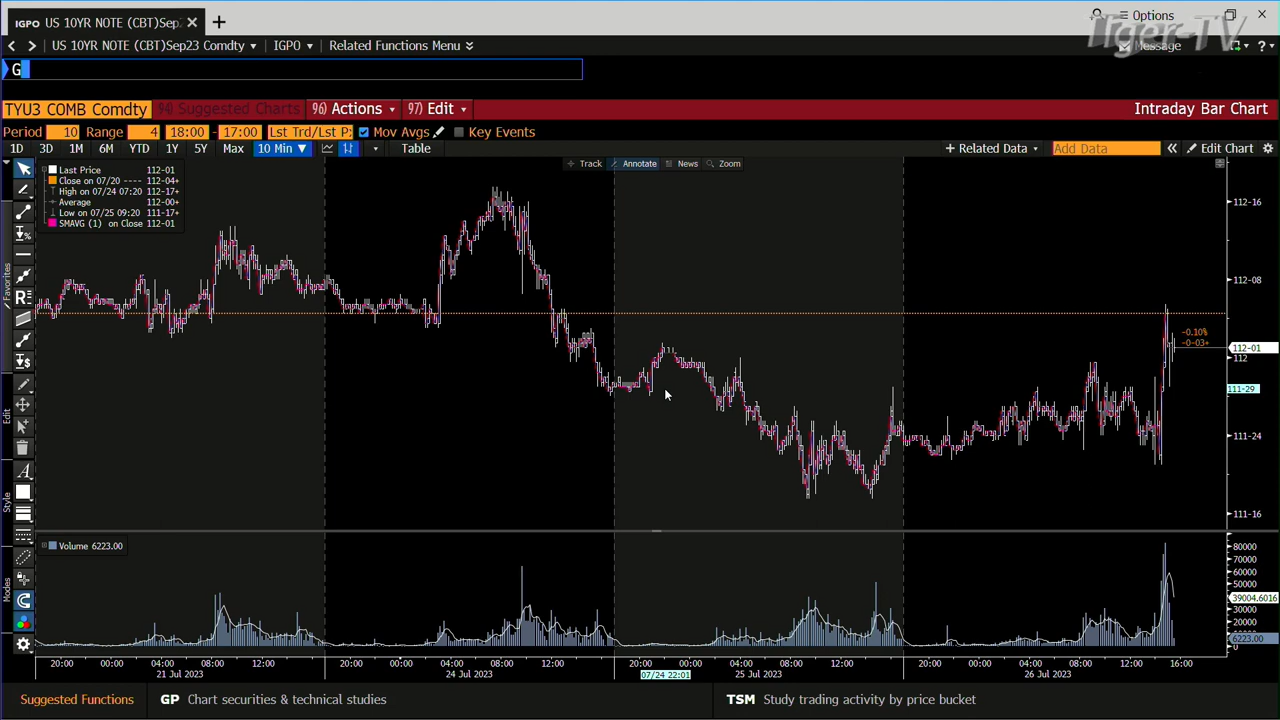 IGPO US 10YR NOTE (CBT)Sep
Options
US 10YR NOTE (CBT)Sep23 Comdty IGPO Related Functions Menu
Message
Tiger-TV
G
TYU3 COMB Comdty 94) Suggested Charts 96) Actions 97) Edit Intraday Bar Chart
Period 10 Range 4 18:00 - 17:00 Lst Trd/Lst P Mov Avgs Key Events
1D 3D 1M 6M YTD 1Y 5Y Max 10 Min ▼ Table + Related Data Add Data Edit Chart
Track Annotate News Zoom
Last Price 112-01
Close on 07/20 ---- 112-04+
High on 07/24 07:20 112-17+
Average 112-00+
Low on 07/25 09:20 111-17+
SMAVG (1) on Close 112-01
112-16
112-08
-0.10%
-0-03+
112-01
112
111-29
111-24
111-16
Favorites
Edit
Style
Modes
Volume 6223.00
80000
60000
50000
39004.6016
30000
20000
6223.00
0
20:00 00:00 04:00 08:00 12:00 20:00 00:00 04:00 08:00 12:00 20:00 00:00 04:00 08:00 12:00 20:00 00:00 04:00 08:00 12:00 16:00
21 Jul 2023 24 Jul 2023 07/24 22:01 25 Jul 2023 26 Jul 2023
Suggested Functions GP Chart securities & technical studies TSM Study trading activity by price bucket